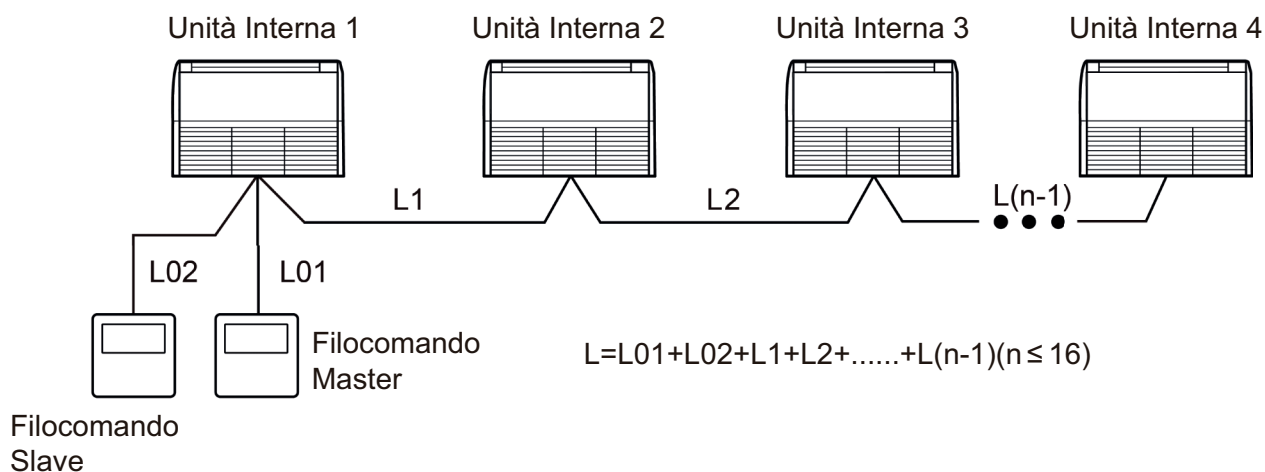 Unità Interna 1
Unità Interna 2
Unità Interna 3
Unità Interna 4
L1
L2
L(n-1)
L02
L01
Filocomando
Master
L=L01+L02+L1+L2+......+L(n-1)(n≤16)
Filocomando
Slave